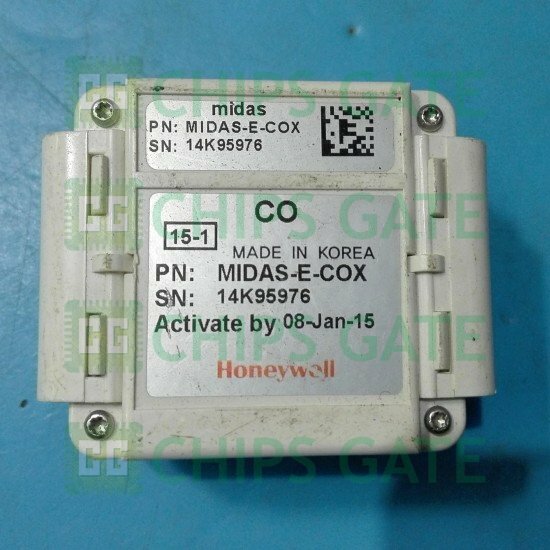 midas
PN: MIDAS-E-COX
SN: 14K95976
CO
15-1
MADE IN KOREA
PN: MIDAS-E-COX
SN: 14K95976
Activate by 08-Jan-15
Honeywell
CHIPS GATE
CHIPS GATE
CHIPS GATE
CHIPS GATE